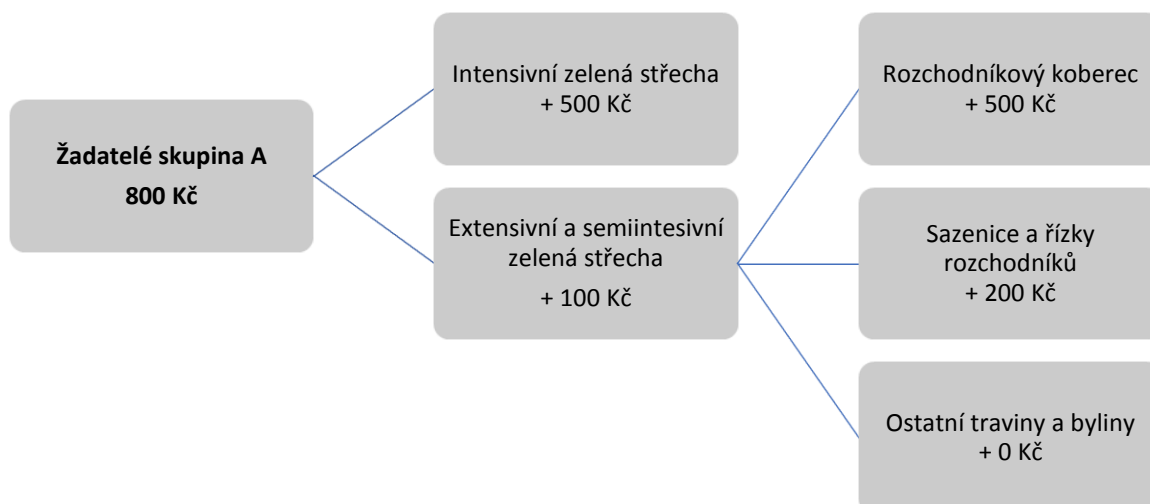 Žadatelé skupina A
800 Kč
Intensivní zelená střecha
+ 500 Kč
Extensivní a semiintesivní
zelená střecha
+ 100 Kč
Rozchodníkový koberec
+ 500 Kč
Sazenice a řízky
rozchodníků
+ 200 Kč
Ostatní traviny a byliny
+ 0 Kč